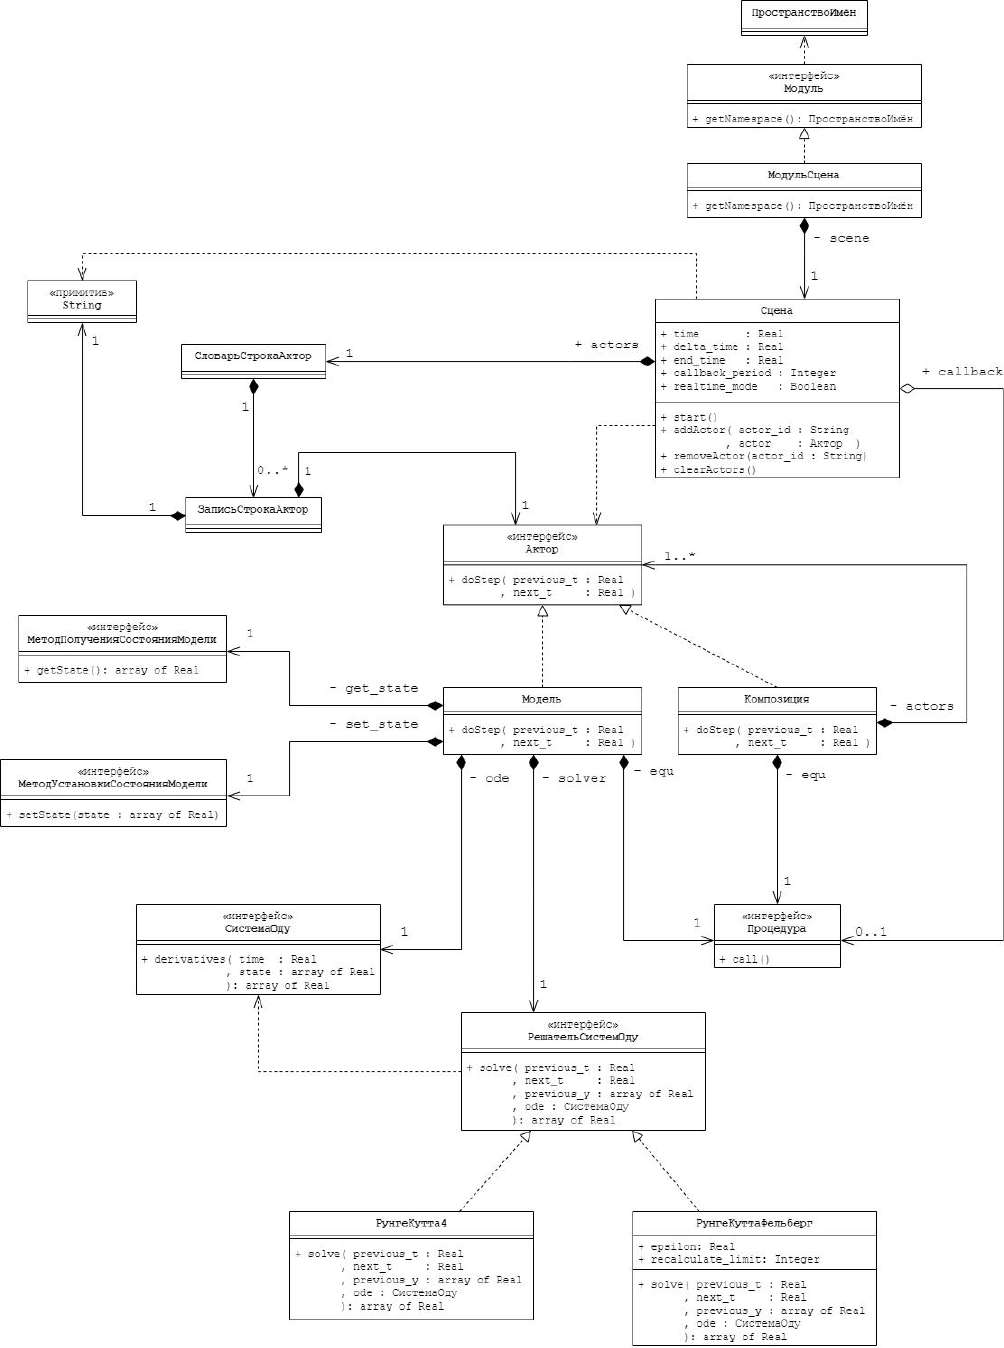 ПространствоИмён
«интерфейс»
Модуль
+ getNamespace(): ПространствоИмён
МодульСцена
+ getNamespace(): ПространствоИмён
- scene
1
«примитив»
String
1
Сцена
+ time : Real
+ delta_time : Real
+ end_time : Real
+ callback_period : Integer
+ realtime_mode : Boolean
+ start()
+ addActor( actor_id : String
, actor : Актор )
+ removeActor(actor_id : String)
+ clearActors()
+ actors
1
+ callback
СловарьСтрокаАктор
1
0..*
1
1
ЗаписьСтрокаАктор
1
«интерфейс»
Актор
+ doStep( previous_t : Real
, next_t : Real )
1..*
«интерфейс»
МетодПолученияСостоянияМодели
+ getState(): array of Real
1
- get_state
- set_state
Модель
+ doStep( previous_t : Real
, next_t : Real )
Композиция
+ doStep( previous_t : Real
, next_t : Real )
- actors
«интерфейс»
МетодУстановкиСостоянияМодели
+ setState(state : array of Real)
1
- ode
- solver
- equ
- equ
1
«интерфейс»
СистемаОду
+ derivatives( time : Real
, state : array of Real
): array of Real
1
1
«интерфейс»
Процедура
+ call()
0..1
1
«интерфейс»
РешательСистемОду
+ solve( previous_t : Real
, next_t : Real
, previous_y : array of Real
, ode : СистемаОду
): array of Real
РунгеКутта4
+ solve( previous_t : Real
, next_t : Real
, previous_y : array of Real
, ode : СистемаОду
): array of Real
РунгеКуттаФельберг
+ epsilon: Real
+ recalculate_limit: Integer
+ solve( previous_t : Real
, next_t : Real
, previous_y : array of Real
, ode : СистемаОду
): array of Real